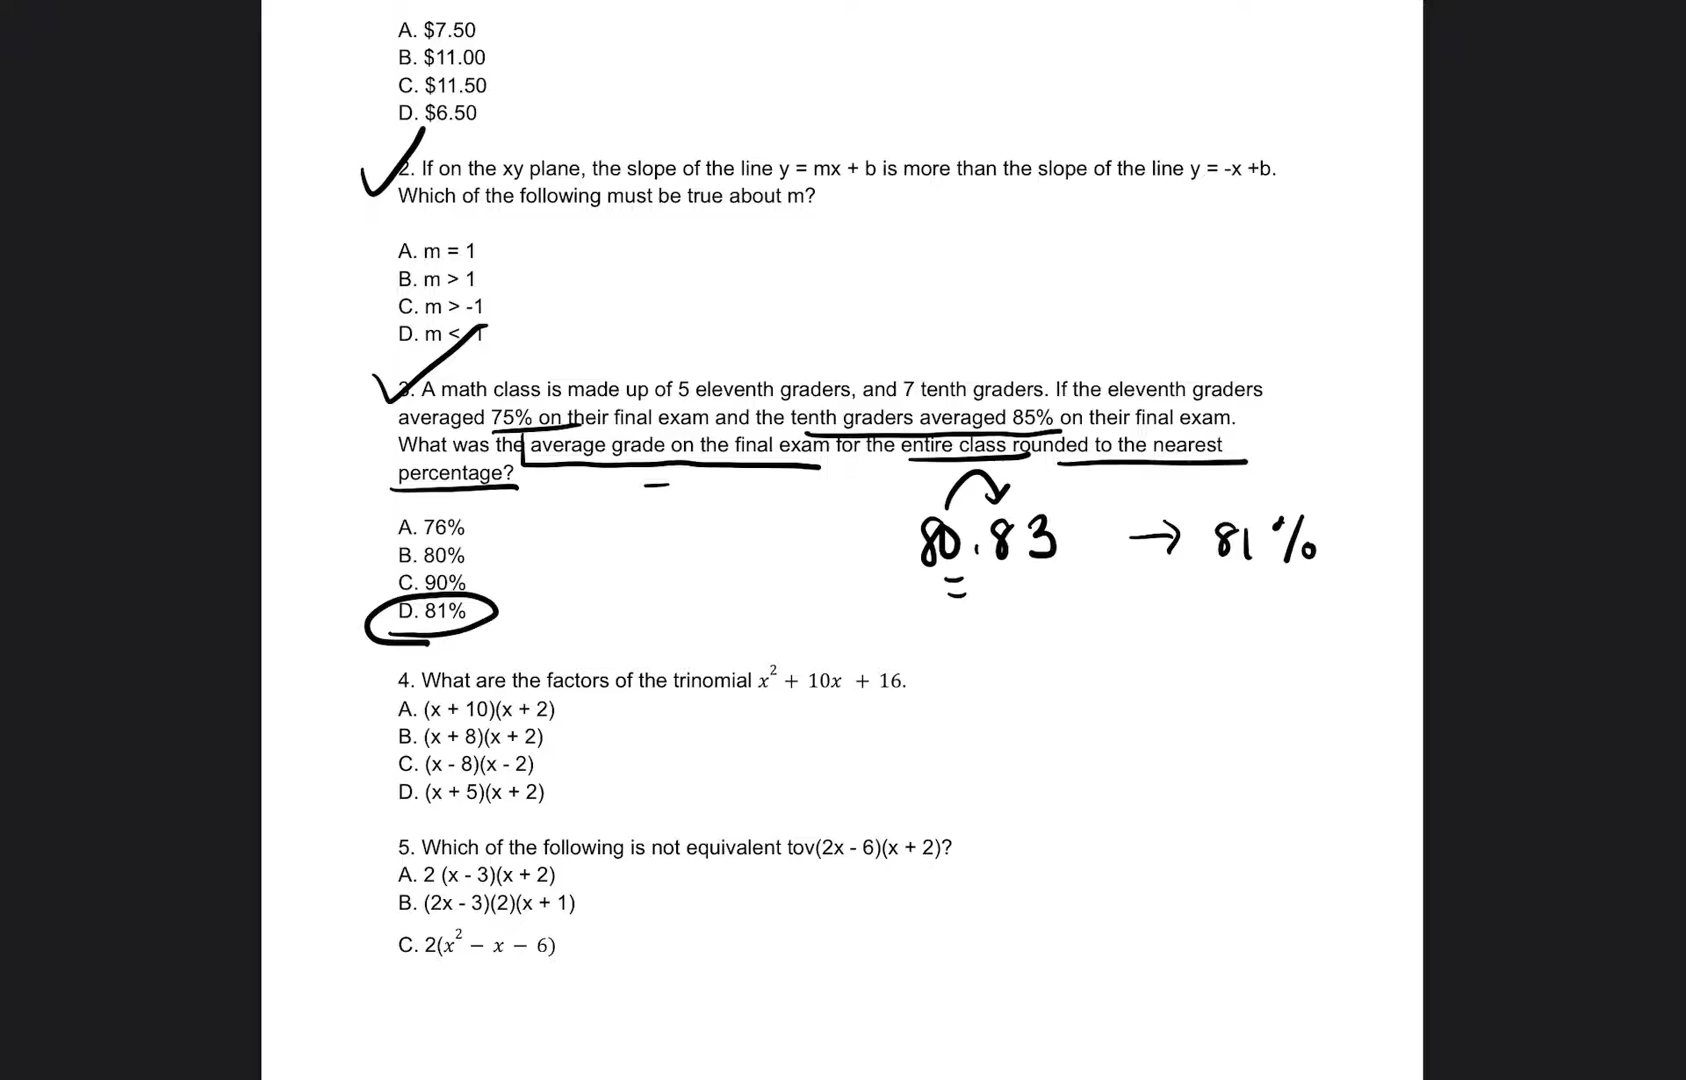 A. $7.50
B. $11.00
C. $11.50
D. $6.50
2. If on the xy plane, the slope of the line y = mx + b is more than the slope of the line y = -x +b.
Which of the following must be true about m?
A. m = 1
B. m > 1
C. m > -1
D. m <
3. A math class is made up of 5 eleventh graders, and 7 tenth graders. If the eleventh graders
averaged 75% on their final exam and the tenth graders averaged 85% on their final exam.
What was the average grade on the final exam for the entire class rounded to the nearest
percentage?
80.83 → 81%
A. 76%
B. 80%
C. 90%
D. 81%
4. What are the factors of the trinomial x² + 10x + 16.
A. (x + 10)(x + 2)
B. (x + 8)(x + 2)
C. (x - 8)(x - 2)
D. (x + 5)(x + 2)
5. Which of the following is not equivalent tov(2x - 6)(x + 2)?
A. 2 (x - 3)(x + 2)
B. (2x - 3)(2)(x + 1)
C. 2(x² − x − 6)